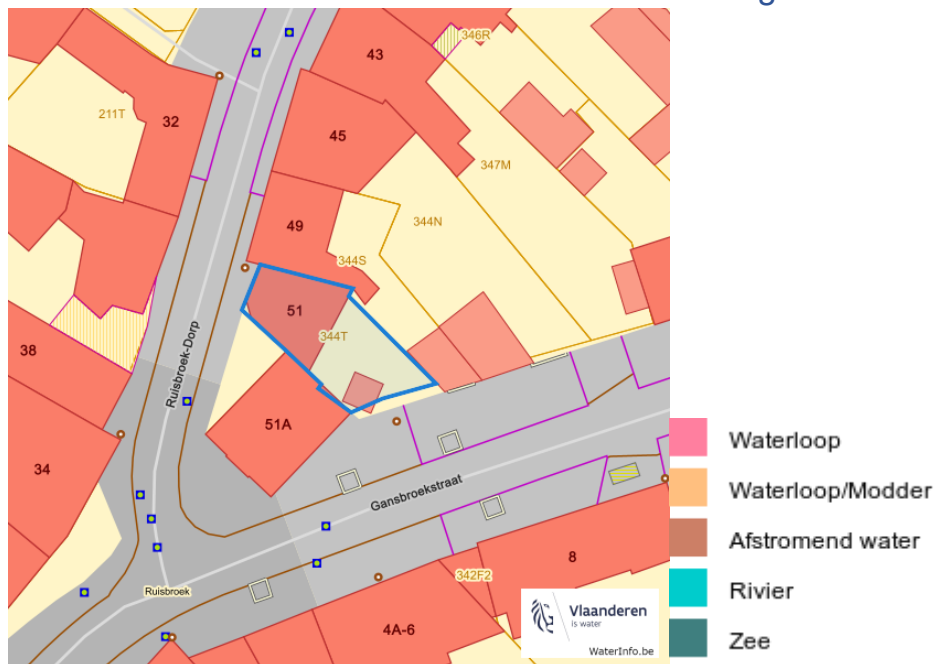 g
346R
43
211T
32
45
347M
344N
49
344S
51
344T
Ruisbroek-Dorp
38
51A
34
Gansbroekstraat
8
342F2
Ruisbroek
4A-6
Vlaanderen
is water
WaterInfo.be
Waterloop
Waterloop/Modder
Afstromend water
Rivier
Zee